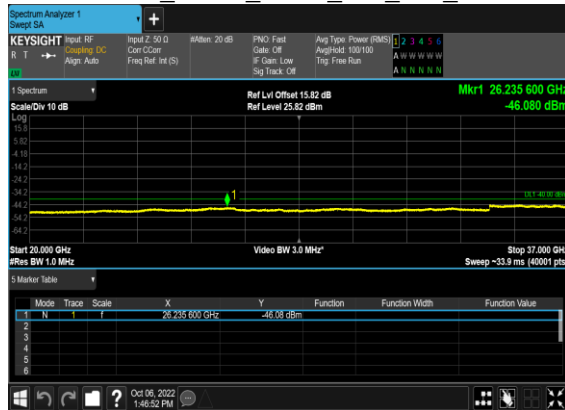 Spectrum Analyzer 1
Swept SA
+
KEYSIGHT Input: RF Input Z: 50 Ω #Atten: 20 dB PNO: Fast Avg Type: Power (RMS) 1 2 3 4 5 6
R T Coupling: DC Corr CCorr Gate: Off Avg|Hold: 100/100 A W W W W W
Align: Auto Freq Ref: Int (S) IF Gain: Low Trig: Free Run
LXI Sig Track: Off A N N N N N
1 Spectrum Ref Lvl Offset 15.82 dB Mkr1 26.235 600 GHz
Scale/Div 10 dB Ref Level 25.82 dBm -46.080 dBm
Log
15.8
5.82
-4.18
-14.2
-24.2
-34.2 1 DL1 -40.00 dBm
-44.2
-54.2
-64.2
Start 20.000 GHz Video BW 3.0 MHz* Stop 37.000 GHz
#Res BW 1.0 MHz Sweep ~33.9 ms (40001 pts)
5 Marker Table
Mode Trace Scale X Y Function Function Width Function Value
1 N 1 f 26.235 600 GHz -46.08 dBm
2
3
4
5
6
? Oct 06, 2022
1:46:52 PM